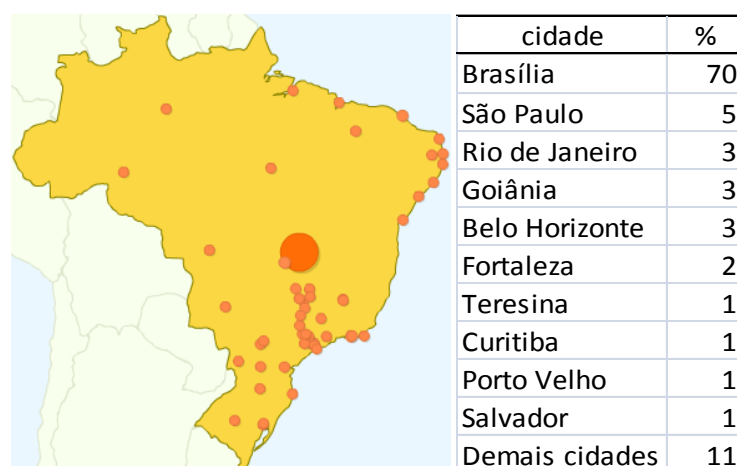 cidade %
Brasília 70
São Paulo 5
Rio de Janeiro 3
Goiânia 3
Belo Horizonte 3
Fortaleza 2
Teresina 1
Curitiba 1
Porto Velho 1
Salvador 1
Demais cidades 11